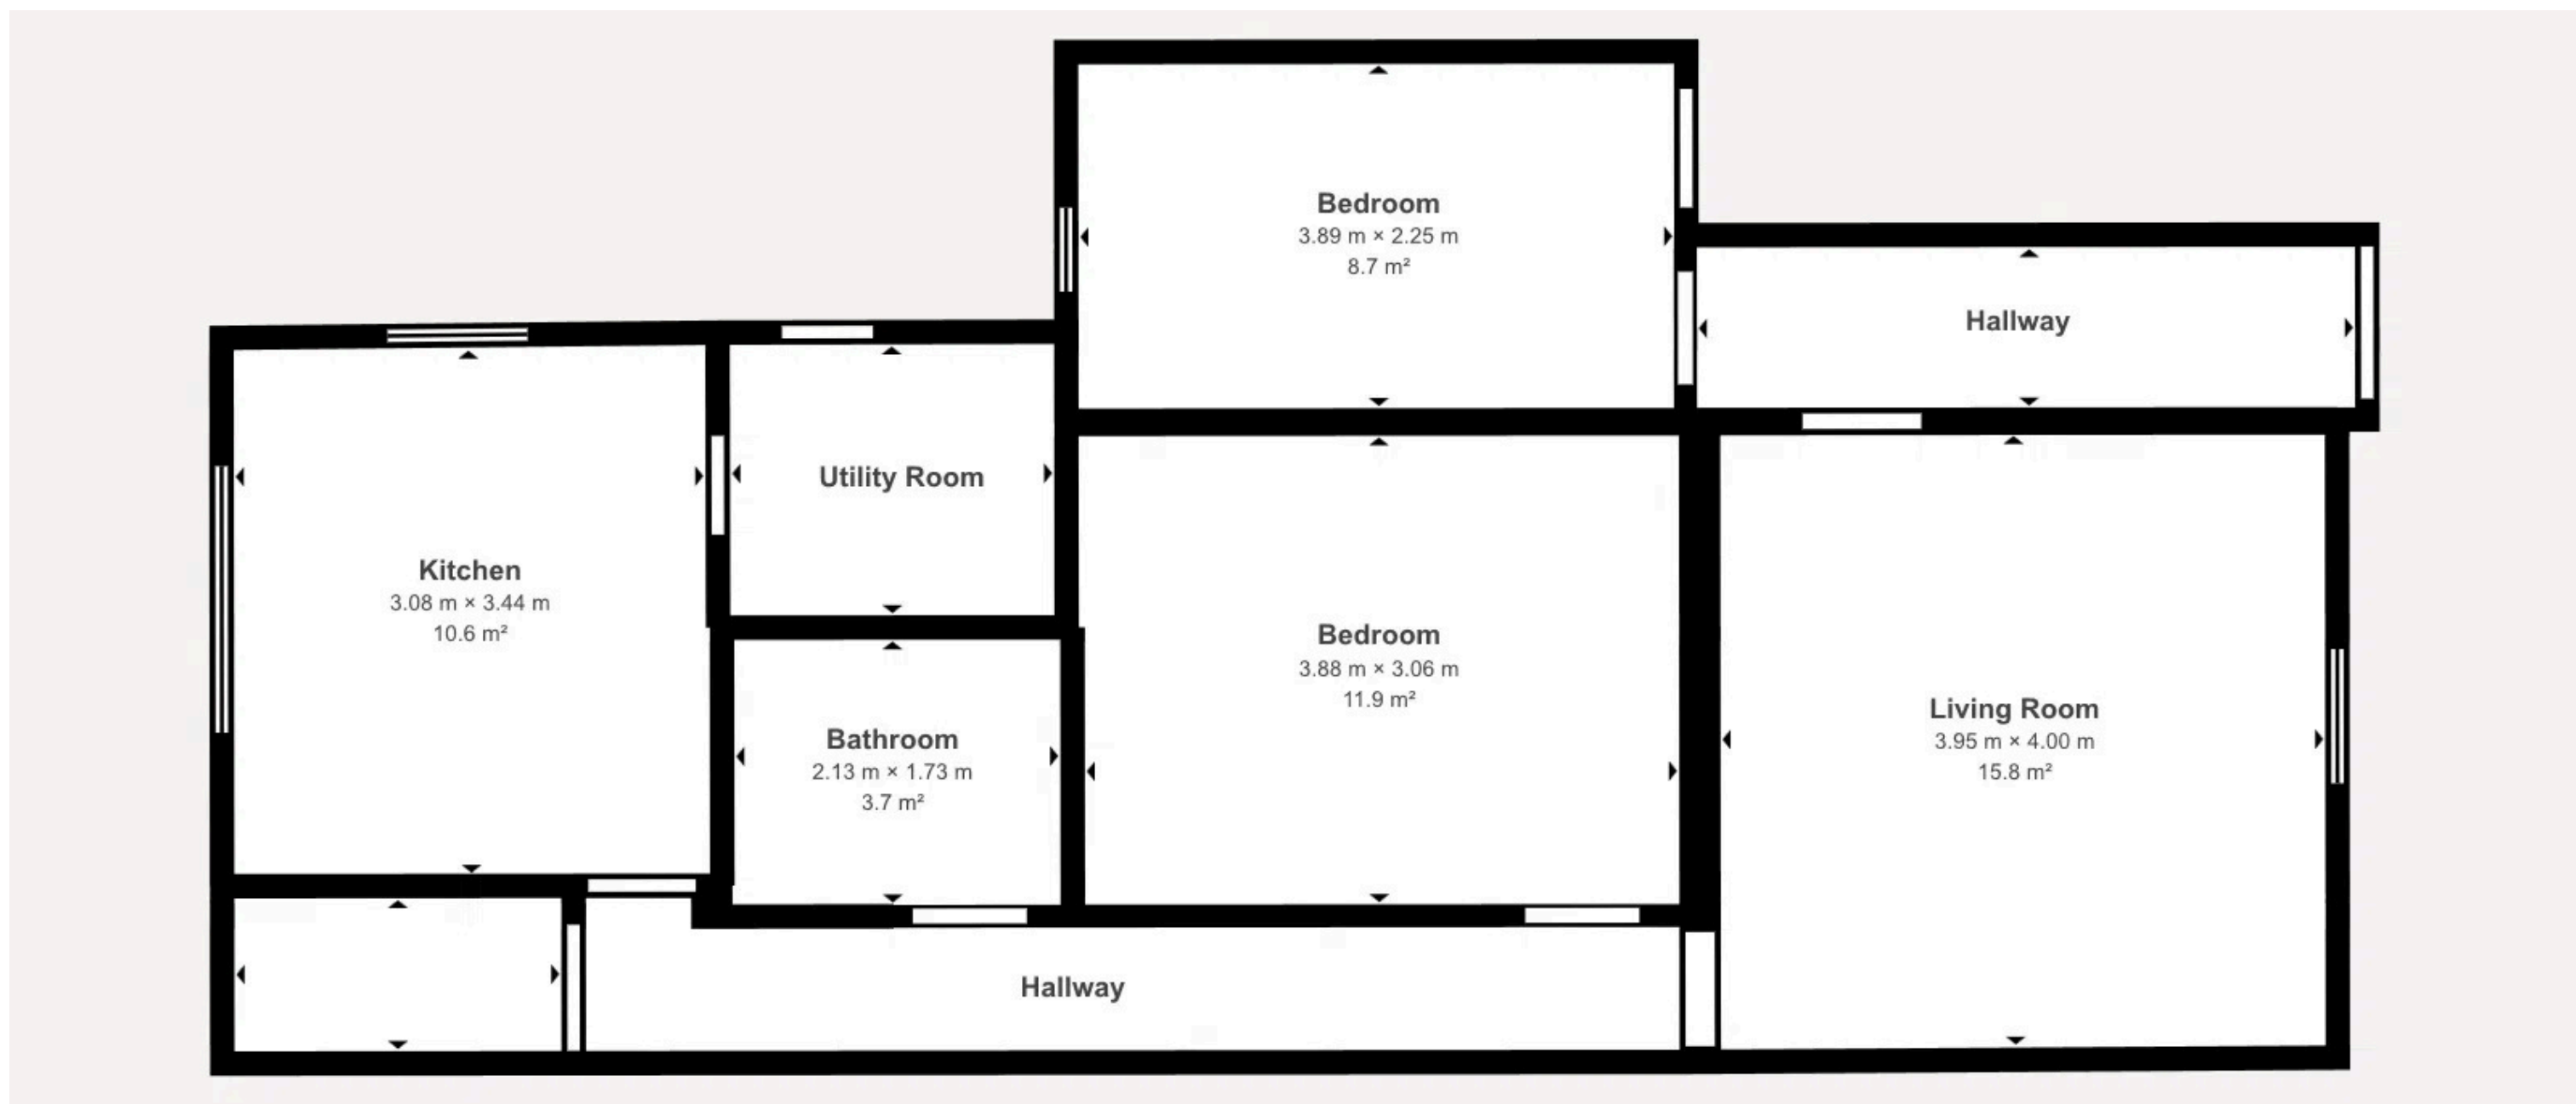 Bedroom
3.89 m × 2.25 m
8.7 m²
Hallway
Utility Room
Kitchen
3.08 m × 3.44 m
10.6 m²
Bedroom
3.88 m × 3.06 m
11.9 m²
Living Room
3.95 m × 4.00 m
15.8 m²
Bathroom
2.13 m × 1.73 m
3.7 m²
Hallway